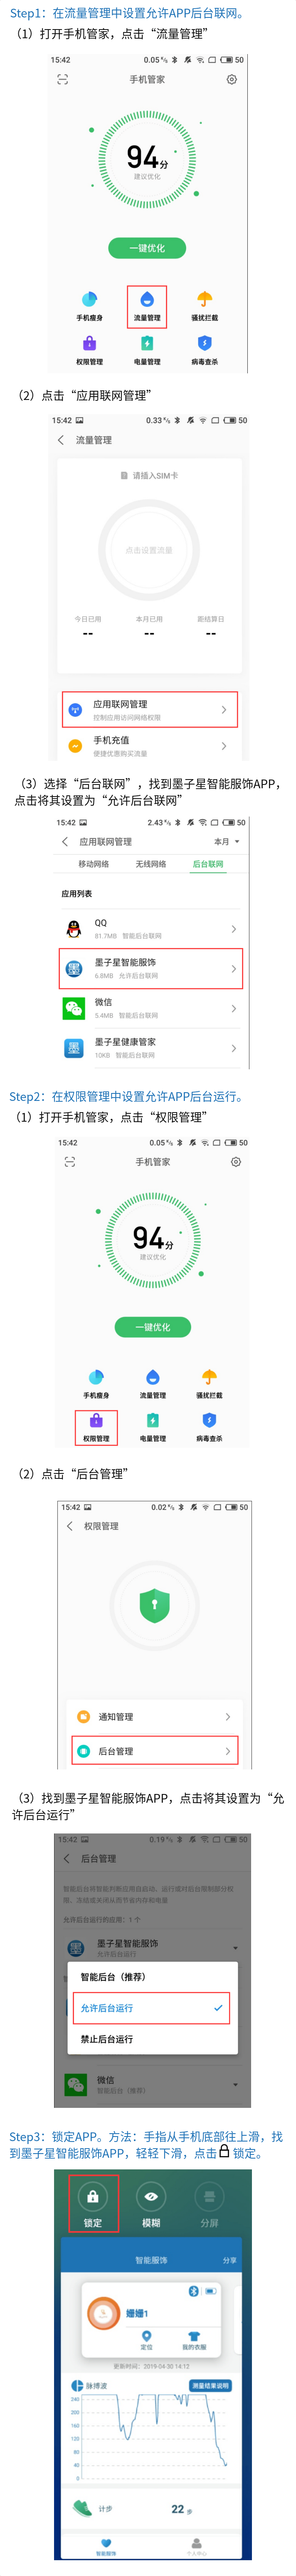 Step1：在流量管理中设置允许APP后台联网。
（1）打开手机管家，点击“流量管理”
15:42 0.05 % 50
手机管家
94分
建议优化
一键优化
手机瘦身 流量管理 骚扰拦截
权限管理 电量管理 病毒查杀
（2）点击“应用联网管理”
15:42 0.33 % 50
流量管理
请插入SIM卡
点击设置流量
今日已用 本月已用 距结算日
-- -- --
应用联网管理
控制应用访问网络权限
手机充值
便捷优惠购买流量
（3）选择“后台联网”，找到墨子星智能服饰APP，
点击将其设置为“允许后台联网”
15:42 2.43 % 50
应用联网管理 本月
移动网络 无线网络 后台联网
应用列表
QQ
81.7MB 智能后台联网
墨 墨子星智能服饰
6.8MB 允许后台联网
微信
5.4MB 智能后台联网
墨 墨子星健康管家
10KB 智能后台联网
Step2：在权限管理中设置允许APP后台运行。
（1）打开手机管家，点击“权限管理”
15:42 0.05 % 50
手机管家
94分
建议优化
一键优化
手机瘦身 流量管理 骚扰拦截
权限管理 电量管理 病毒查杀
（2）点击“后台管理”
15:42 0.02 % 50
权限管理
通知管理
后台管理
（3）找到墨子星智能服饰APP，点击将其设置为“允
许后台运行”
15:42 0.19 % 50
后台管理
允许后台运行的应用：1 个
墨 墨子星智能服饰
允许后台运行
智能后台（推荐）
允许后台运行
禁止后台运行
微信
智能后台（推荐）
Step3：锁定APP。方法：手指从手机底部往上滑，找
到墨子星智能服饰APP，轻轻下滑，点击 锁定。
锁定 模糊 分屏
智能服饰 分享
姗姗1
定位 我的衣服
更新时间：2019-04-30 14:12
脉搏波 测量结果说明
240
200
160
120
80
40
0
计步 22 步
智能服饰 个人中心